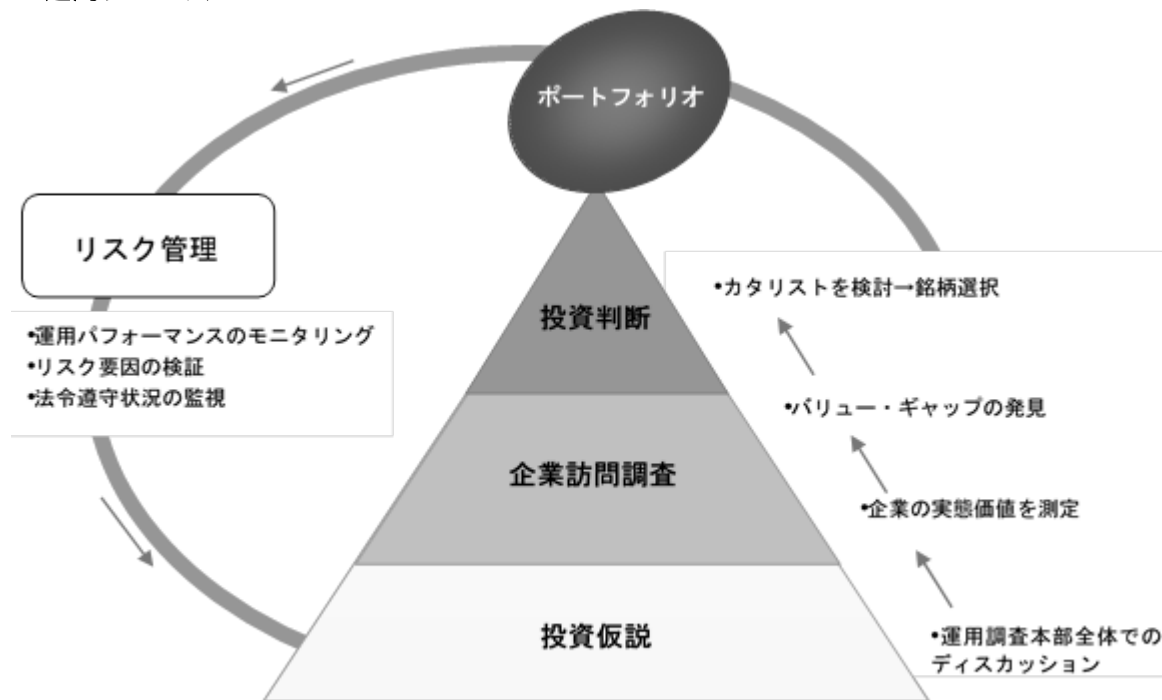 ポートフォリオ
リスク管理
•運用パフォーマンスのモニタリング
•リスク要因の検証
•法令遵守状況の監視
投資判断
企業訪問調査
投資仮説
•カタリストを検討→銘柄選択
•バリュー・ギャップの発見
•企業の実態価値を測定
•運用調査本部全体での
ディスカッション